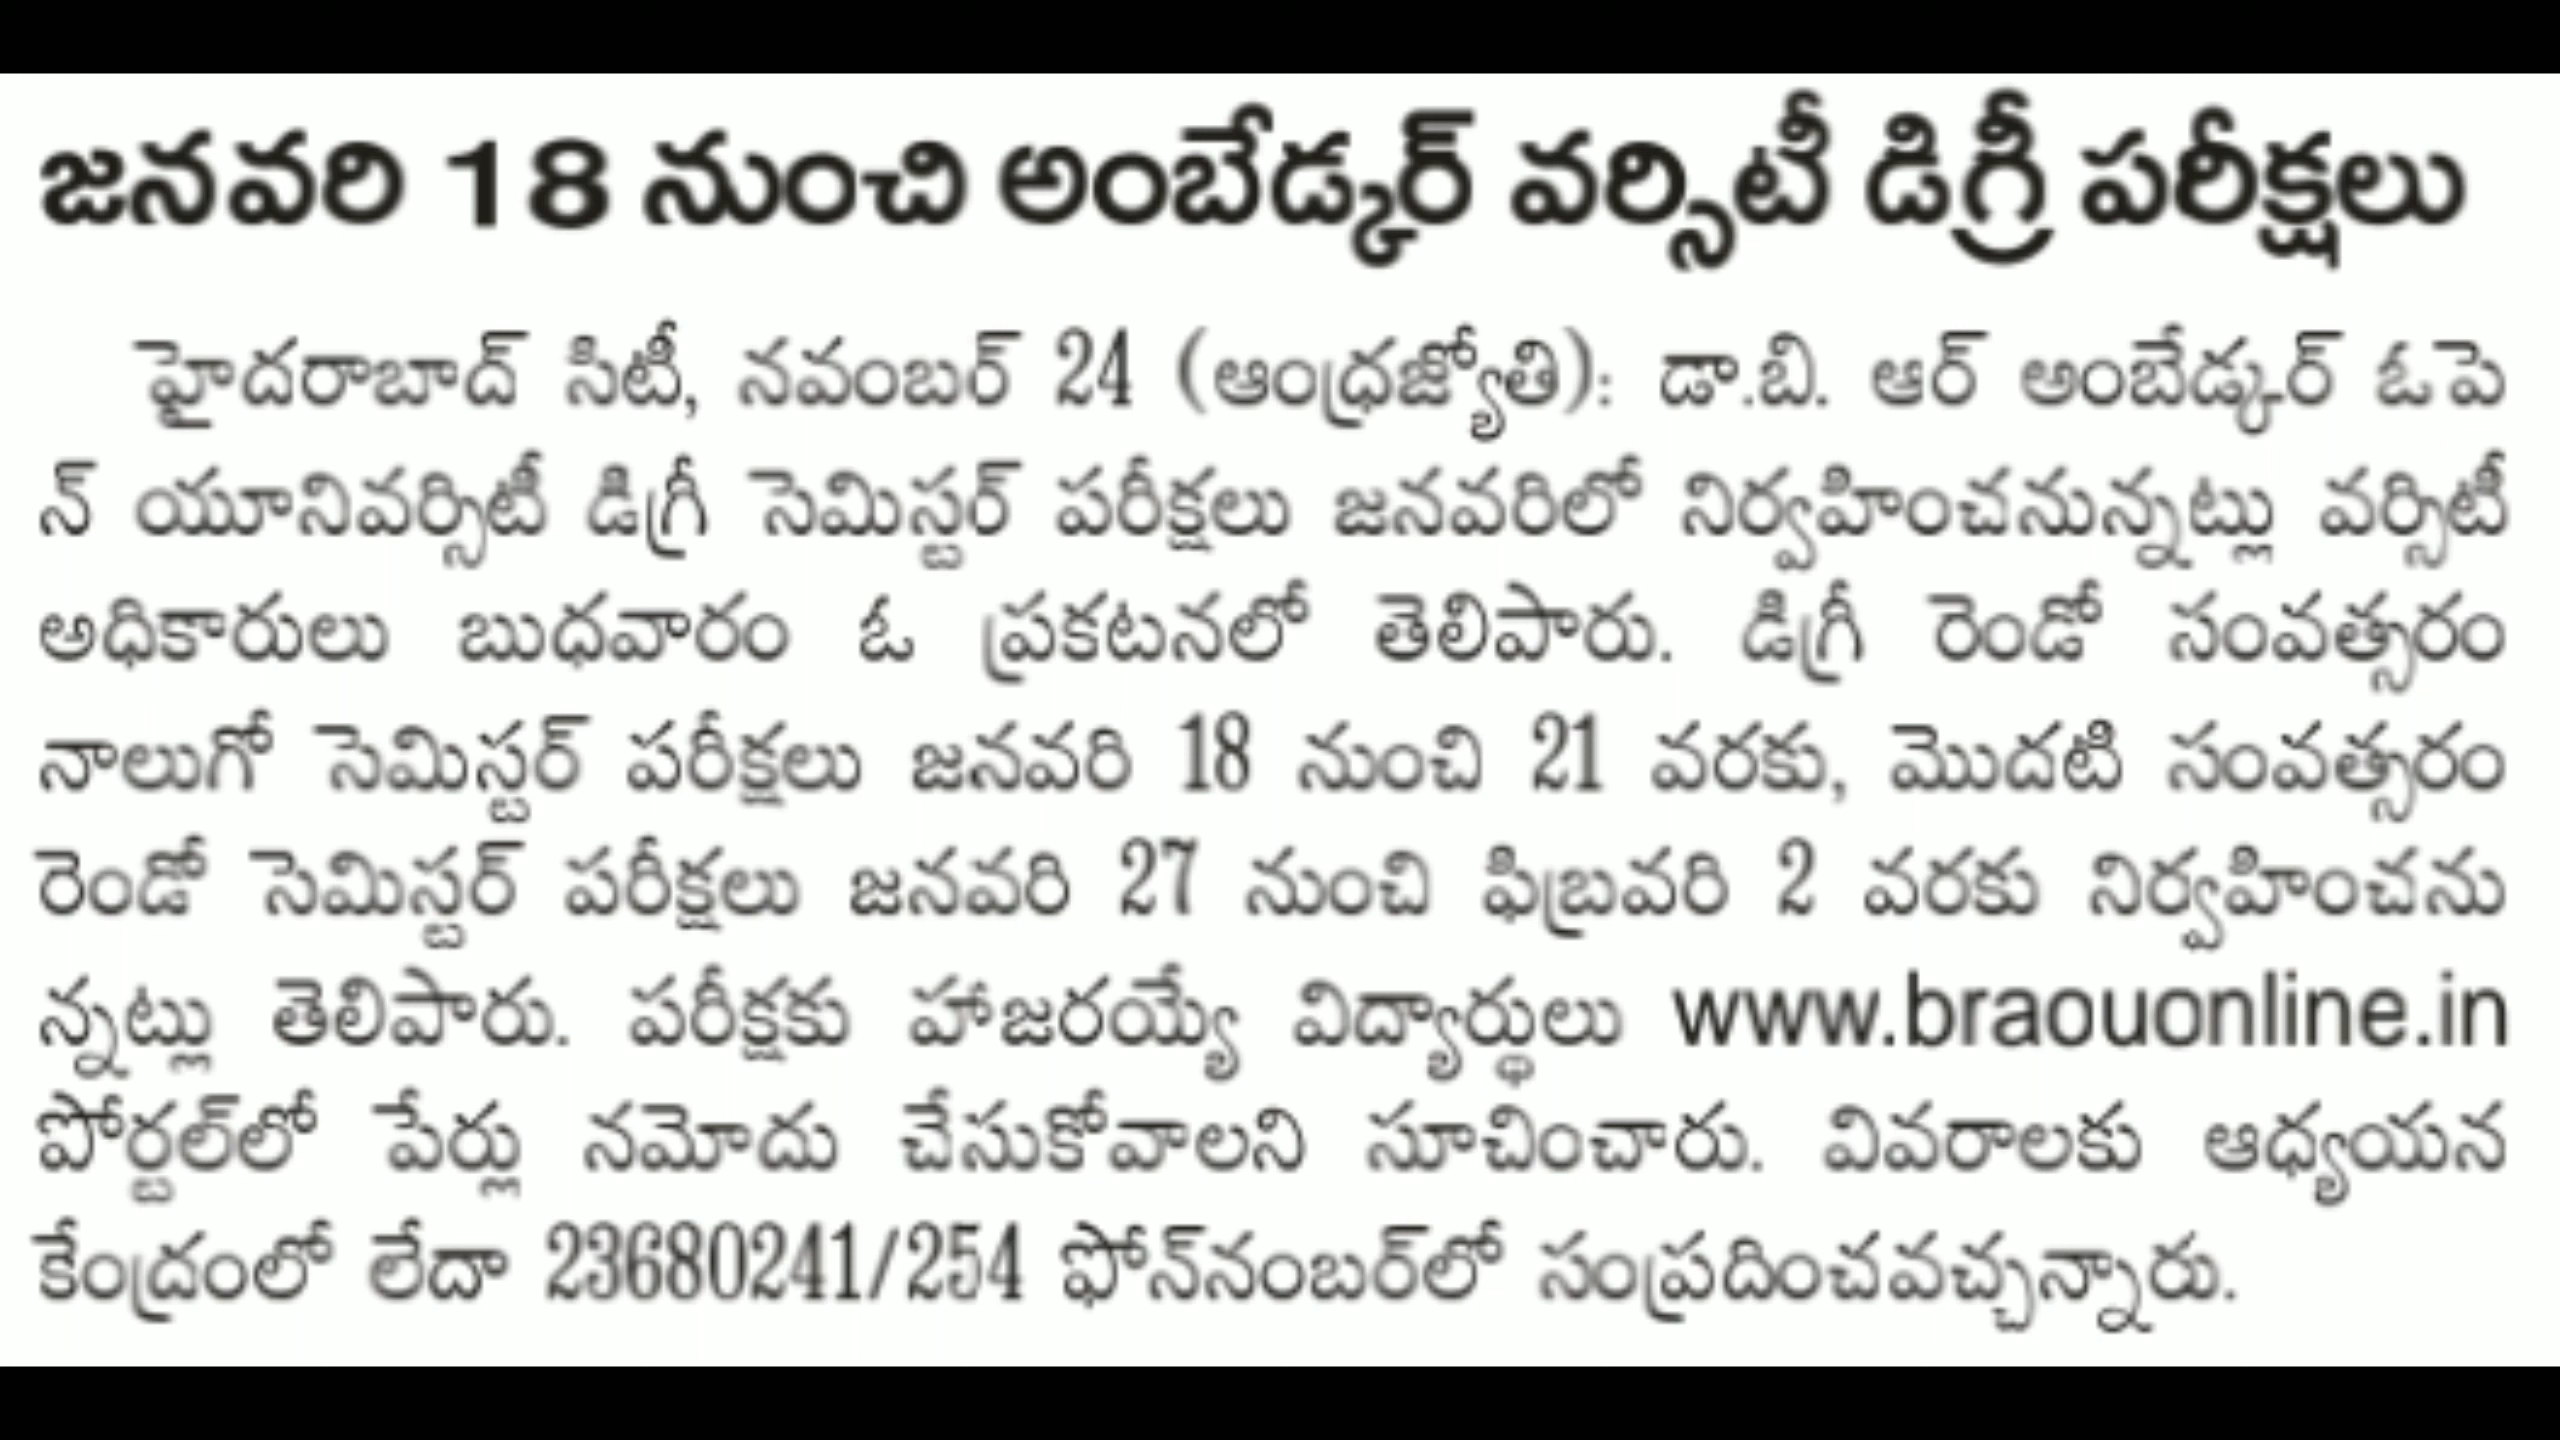 జనవరి 18 నుంచి అంబేడ్కర్ వర్సిటీ డిగ్రీ పరీక్షలు
హైదరాబాద్ సిటీ, నవంబర్ 24 (ఆంధ్రజ్యోతి): డా.బి. ఆర్ అంబేడ్కర్ ఓపె
న్ యూనివర్సిటీ డిగ్రీ సెమిస్టర్ పరీక్షలు జనవరిలో నిర్వహించనున్నట్లు వర్సిటీ
అధికారులు బుధవారం ఓ ప్రకటనలో తెలిపారు. డిగ్రీ రెండో సంవత్సరం
నాలుగో సెమిస్టర్ పరీక్షలు జనవరి 18 నుంచి 21 వరకు, మొదటి సంవత్సరం
రెండో సెమిస్టర్ పరీక్షలు జనవరి 27 నుంచి ఫిబ్రవరి 2 వరకు నిర్వహించను
న్నట్లు తెలిపారు. పరీక్షకు హాజరయ్యే విద్యార్థులు www.braouonline.in
పోర్టల్‌లో పేర్లు నమోదు చేసుకోవాలని సూచించారు. వివరాలకు ఆధ్యయన
కేంద్రంలో లేదా 23680241/254 ఫోన్‌నంబర్‌లో సంప్రదించవచ్చన్నారు.